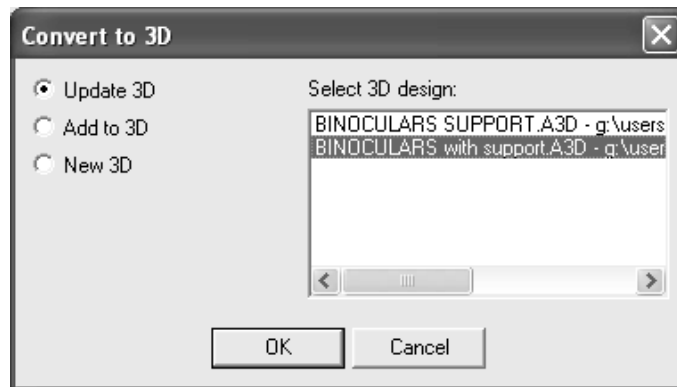 Convert to 3D
Update 3D
Add to 3D
New 3D
Select 3D design:
BINOCULARS SUPPORT.A3D - g:\users
BINOCULARS with support.A3D - g:\user
OK
Cancel